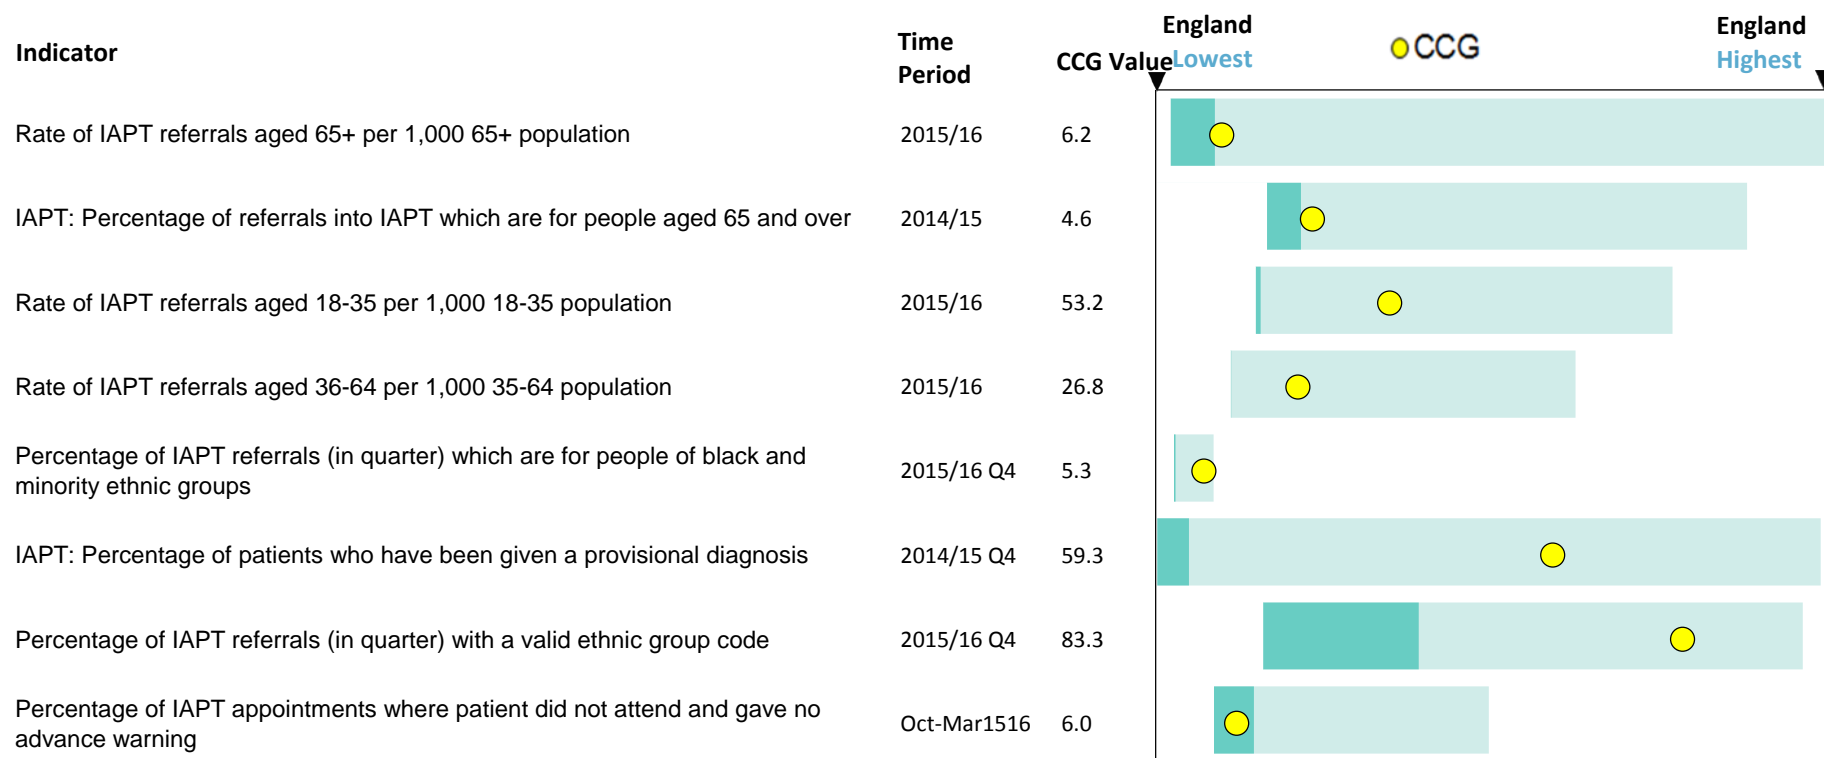 Indicator
Time
Period
CCG Value
England
Lowest
CCG
England
Highest
Rate of IAPT referrals aged 65+ per 1,000 65+ population 2015/16 6.2
IAPT: Percentage of referrals into IAPT which are for people aged 65 and over 2014/15 4.6
Rate of IAPT referrals aged 18-35 per 1,000 18-35 population 2015/16 53.2
Rate of IAPT referrals aged 36-64 per 1,000 35-64 population 2015/16 26.8
Percentage of IAPT referrals (in quarter) which are for people of black and
minority ethnic groups
2015/16 Q4 5.3
IAPT: Percentage of patients who have been given a provisional diagnosis 2014/15 Q4 59.3
Percentage of IAPT referrals (in quarter) with a valid ethnic group code 2015/16 Q4 83.3
Percentage of IAPT appointments where patient did not attend and gave no
advance warning
Oct-Mar1516 6.0